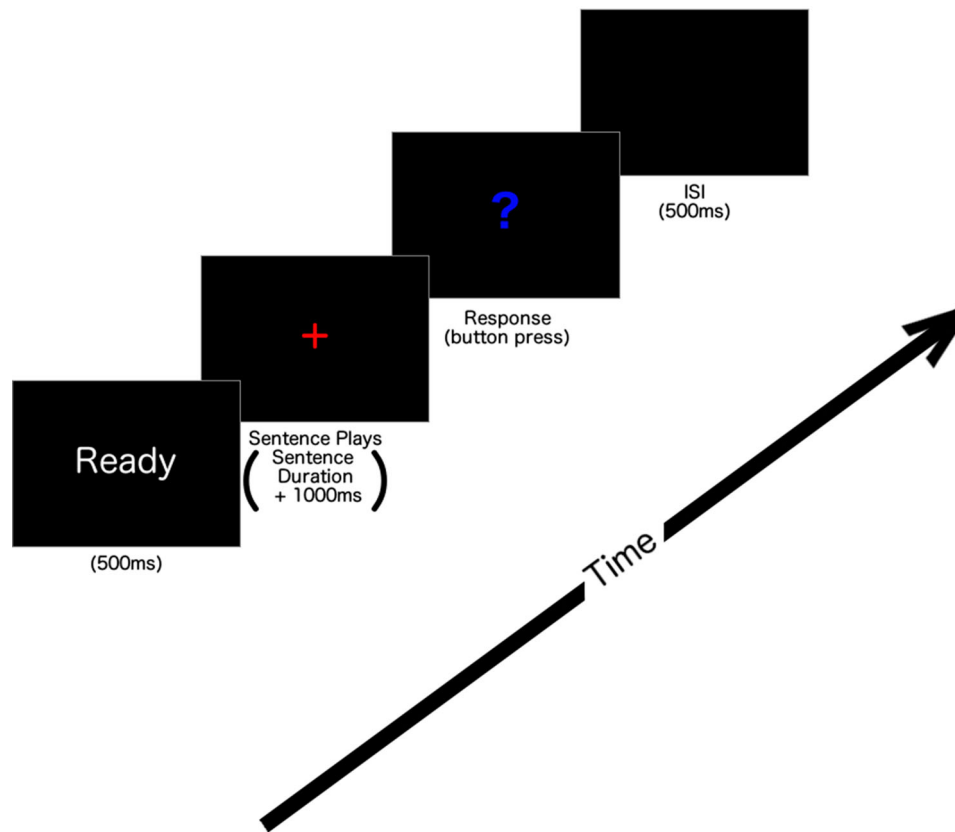 Ready
(500ms)
+
Sentence Plays
(Sentence
Duration
+ 1000ms)
?
Response
(button press)
ISI
(500ms)
Time